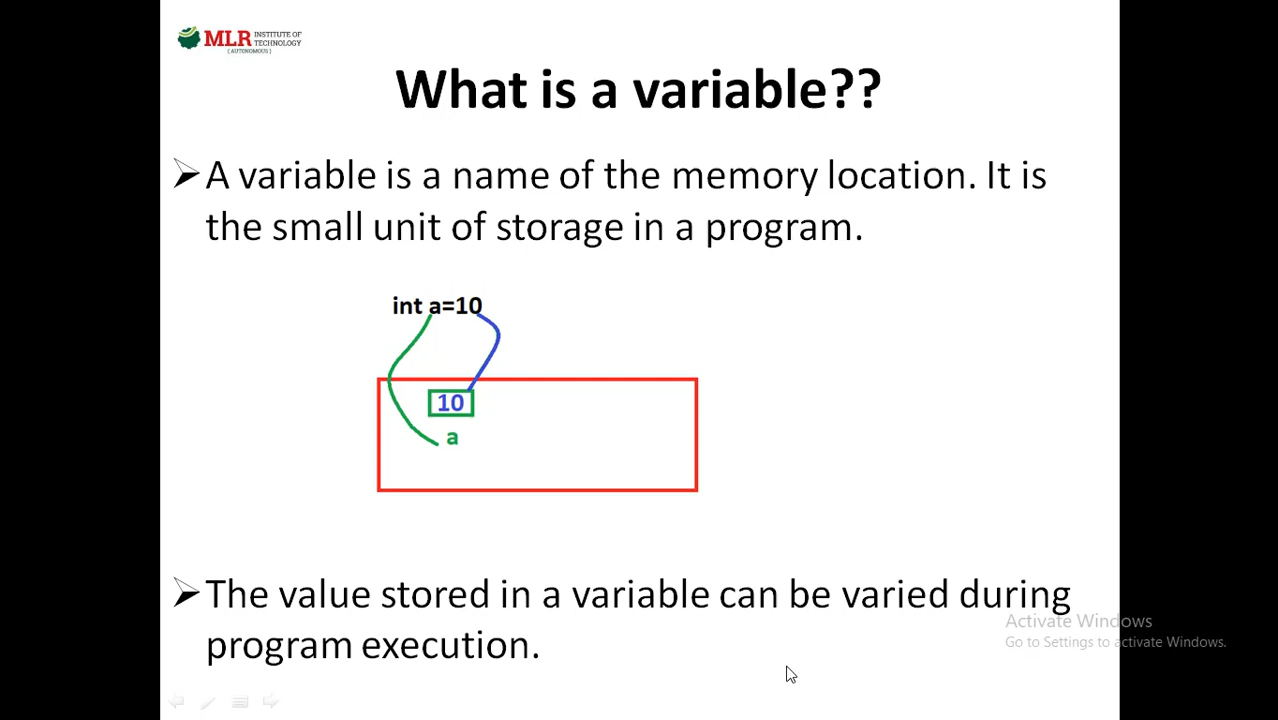 MLR INSTITUTE OF
TECHNOLOGY
(AUTONOMOUS)
What is a variable??
A variable is a name of the memory location. It is
the small unit of storage in a program.
int a=10
10
a
The value stored in a variable can be varied during
program execution.
Activate Windows
Go to Settings to activate Windows.